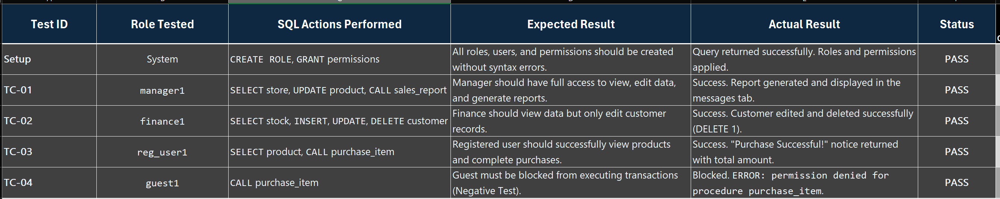 Test ID Role Tested SQL Actions Performed Expected Result Actual Result Status
Setup System CREATE ROLE, GRANT permissions All roles, users, and permissions should be created without syntax errors. Query returned successfully. Roles and permissions applied. PASS
TC-01 manager1 SELECT store, UPDATE product, CALL sales_report Manager should have full access to view, edit data, and generate reports. Success. Report generated and displayed in the messages tab. PASS
TC-02 finance1 SELECT stock, INSERT, UPDATE, DELETE customer Finance should view data but only edit customer records. Success. Customer edited and deleted successfully (DELETE 1). PASS
TC-03 reg_user1 SELECT product, CALL purchase_item Registered user should successfully view products and complete purchases. Success. "Purchase Successful!" notice returned with total amount. PASS
TC-04 guest1 CALL purchase_item Guest must be blocked from executing transactions (Negative Test). Blocked. ERROR: permission denied for procedure purchase_item. PASS